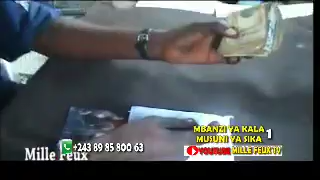 MBANZI YA KALA 1
MUSUNI YA SIKA
YOUTUBE MILLE FEUX TV
+243 89 85 800 63
Mille Feux